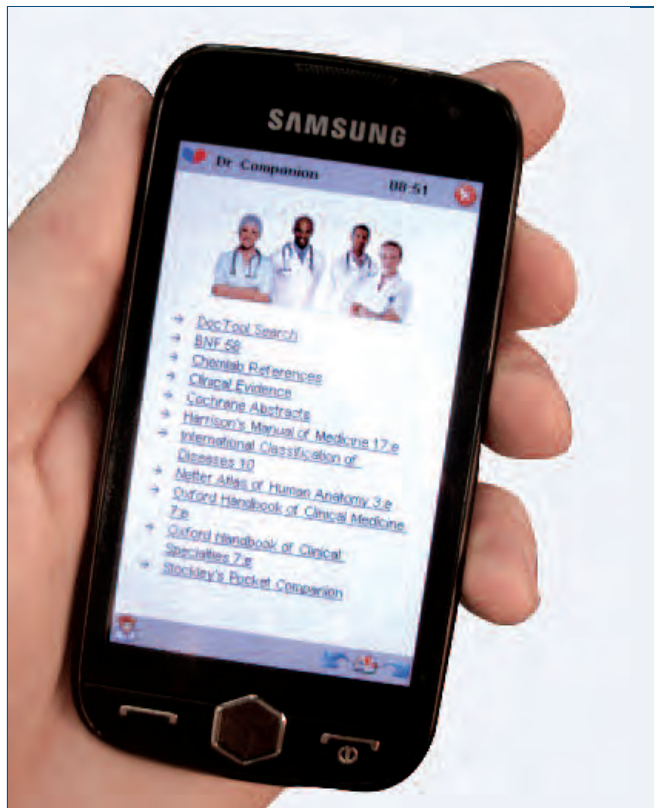 SAMSUNG
Dr. Companion 08:51
DocTool Search
BNF 58
Chemlab References
Clinical Evidence
Cochrane Abstracts
Harrison's Manual of Medicine 17.e
International Classification of
Diseases 10
Netter Atlas of Human Anatomy 3.e
Oxford Handbook of Clinical Medicine
7.e
Oxford Handbook of Clinical
Specialties 7.e
Stockley's Pocket Companion